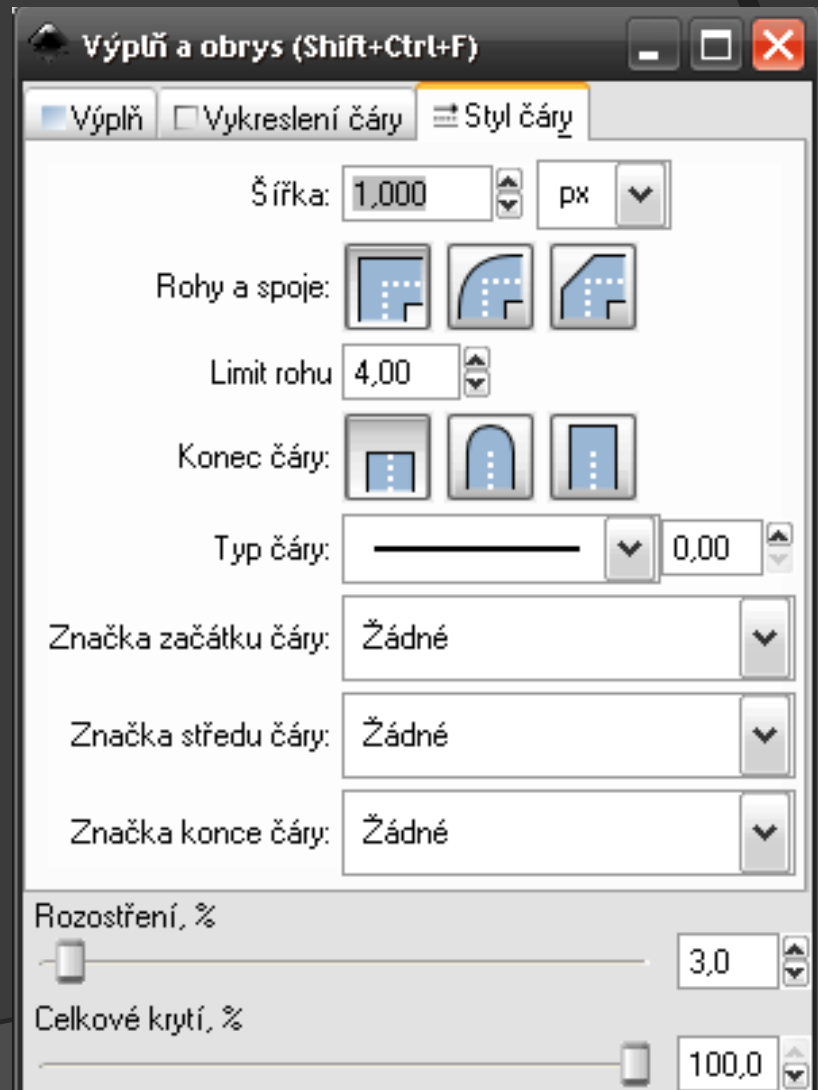 Výplň a obrys (Shift+Ctrl+F)
Výplň Vykreslení čáry Styl čáry
Šířka: 1,000 px
Rohy a spoje:
Limit rohu 4,00
Konec čáry:
Typ čáry: 0,00
Značka začátku čáry: Žádné
Značka středu čáry: Žádné
Značka konce čáry: Žádné
Rozostření, %
3,0
Celkové krytí, %
100,0